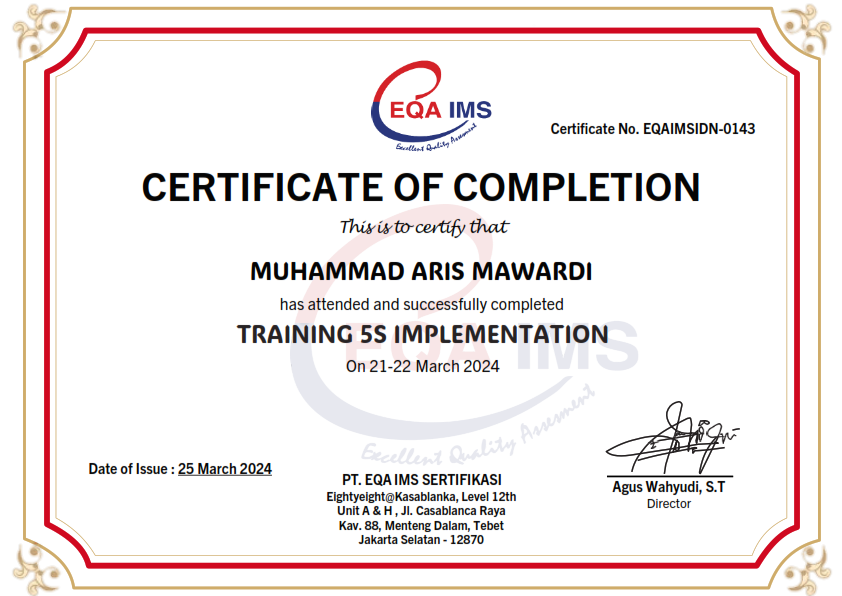 EQA IMS
Excellent Quality Assessment
Certificate No. EQAIMSIDN-0143
CERTIFICATE OF COMPLETION
This is to certify that
MUHAMMAD ARIS MAWARDI
has attended and successfully completed
TRAINING 5S IMPLEMENTATION
On 21-22 March 2024
EQA IMS
Excellent Quality Assesment
Date of Issue : 25 March 2024
PT. EQA IMS SERTIFIKASI
Eightyeight@Kasablanka, Level 12th
Unit A & H , Jl. Casablanca Raya
Kav. 88, Menteng Dalam, Tebet
Jakarta Selatan - 12870
Agus Wahyudi, S.T
Director